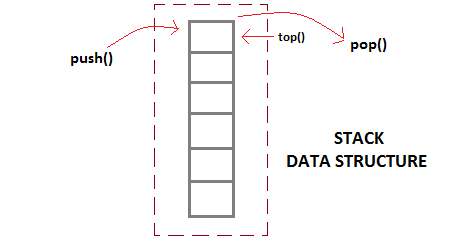 push()
top()
pop()
STACK
DATA STRUCTURE